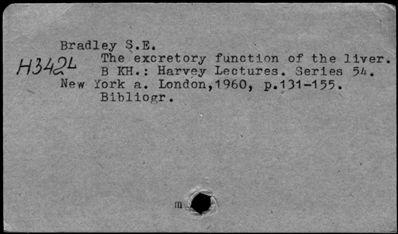 Bradley S.E.
The excretory function of the liver.
H3424 B KH.: Harvey Lectures. Series 54.
New York a. London,1960, p.131-155.
Bibliogr.
m